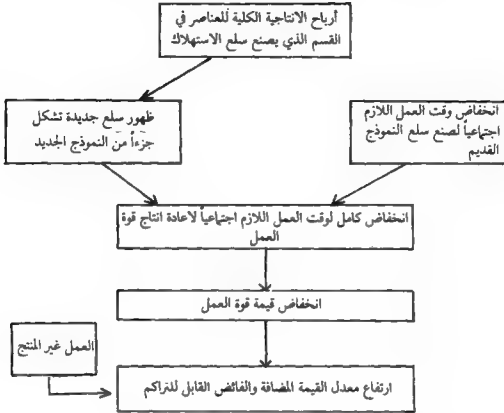 أرباح الانتاجية الكلية للعناصر في
القسم الذي يصنع سلع الاستهلاك
ظهور سلع جديدة تشكل
جزءاً من النموذج الجديد
انخفاض وقت العمل اللازم
اجتماعياً لصنع سلع النموذج
القديم
انخفاض كامل لوقت العمل اللازم اجتماعياً لاعادة انتاج قوة
العمل
انخفاض قيمة قوة العمل
العمل غير المنتج
ارتفاع معدل القيمة المضافة والفائض القابل للتراكم